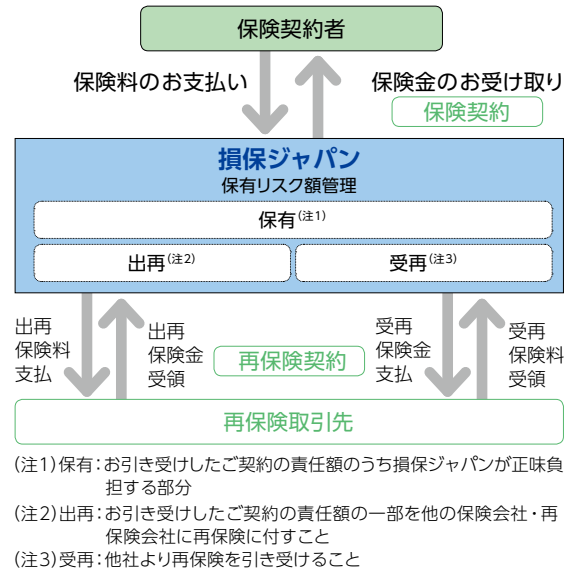 保険契約者
保険料のお支払い
保険金のお受け取り
保険契約
損保ジャパン
保有リスク額管理
保有(注1)
出再(注2)
受再(注3)
出再
保険料
支払
出再
保険金
受領
再保険契約
受再
保険金
支払
受再
保険料
受領
再保険取引先
(注1)保有：お引き受けしたご契約の責任額のうち損保ジャパンが正味負
担する部分
(注2)出再：お引き受けしたご契約の責任額の一部を他の保険会社・再
保険会社に再保険に付すこと
(注3)受再：他社より再保険を引き受けること